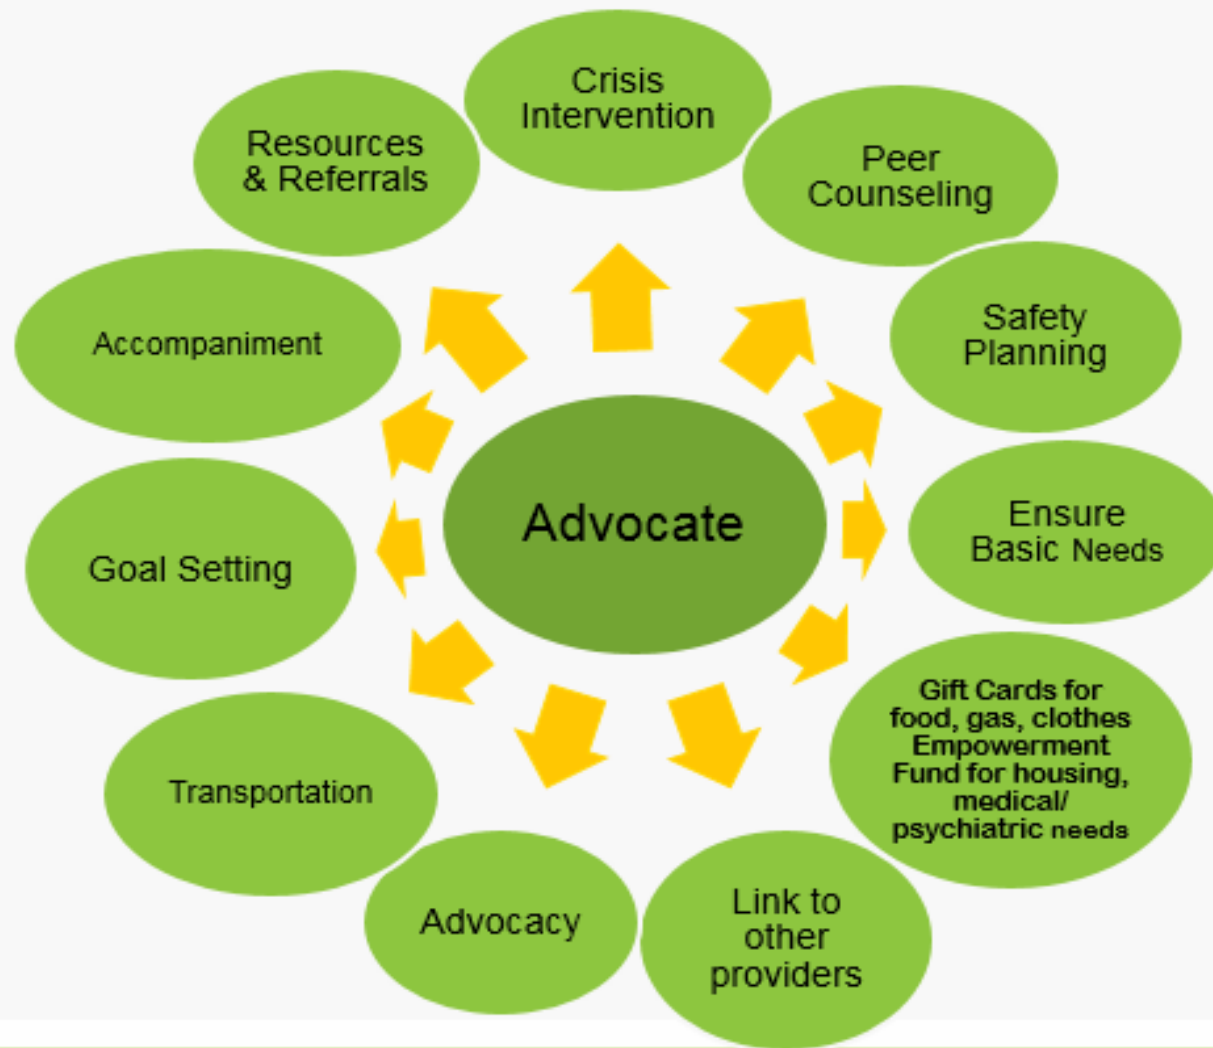 Crisis
Intervention
Peer
Counseling
Safety
Planning
Ensure
Basic Needs
Gift Cards for
food, gas, clothes
Empowerment
Fund for housing,
medical/
psychiatric needs
Link to
other
providers
Advocacy
Transportation
Goal Setting
Accompaniment
Resources
& Referrals
Advocate